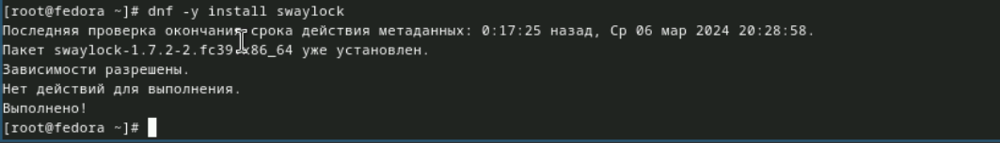 [root@fedora ~]# dnf -y install swaylock
Последняя проверка окончания срока действия метаданных: 0:17:25 назад, Ср 06 мар 2024 20:28:58.
Пакет swaylock-1.7.2-2.fc39.x86_64 уже установлен.
Зависимости разрешены.
Нет действий для выполнения.
Выполнено!
[root@fedora ~]#